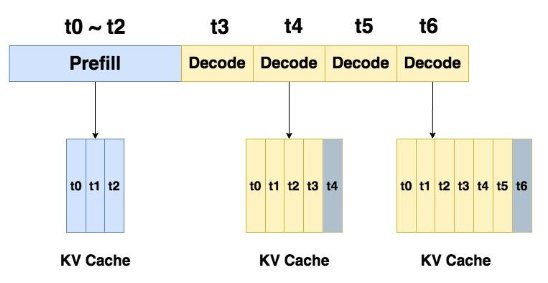 t0 ~ t2 t3 t4 t5 t6
Prefill Decode Decode Decode Decode
t0 t1 t2 t0 t1 t2 t3 t4 t0 t1 t2 t3 t4 t5 t6
KV Cache KV Cache KV Cache